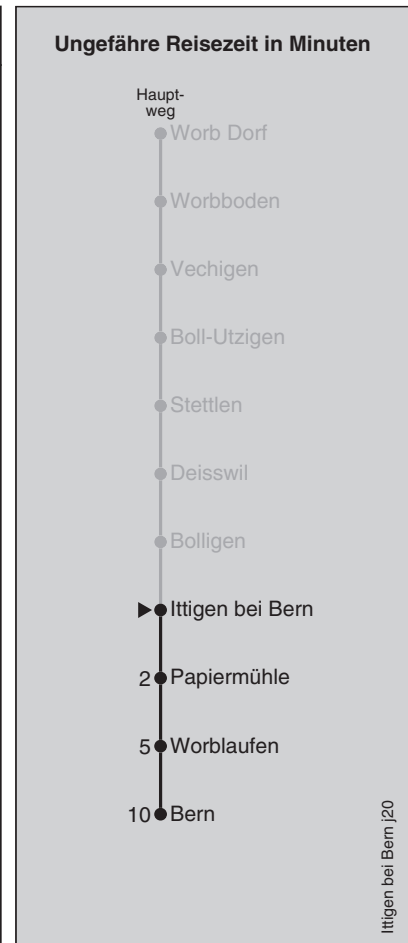 Ungefähre Reisezeit in Minuten
Haupt-
weg
Worb Dorf
Worbboden
Vechigen
Boll-Utzigen
Stettlen
Deisswil
Bolligen
Ittigen bei Bern
2 Papiermühle
5 Worblaufen
10 Bern
Ittigen bei Bern j20